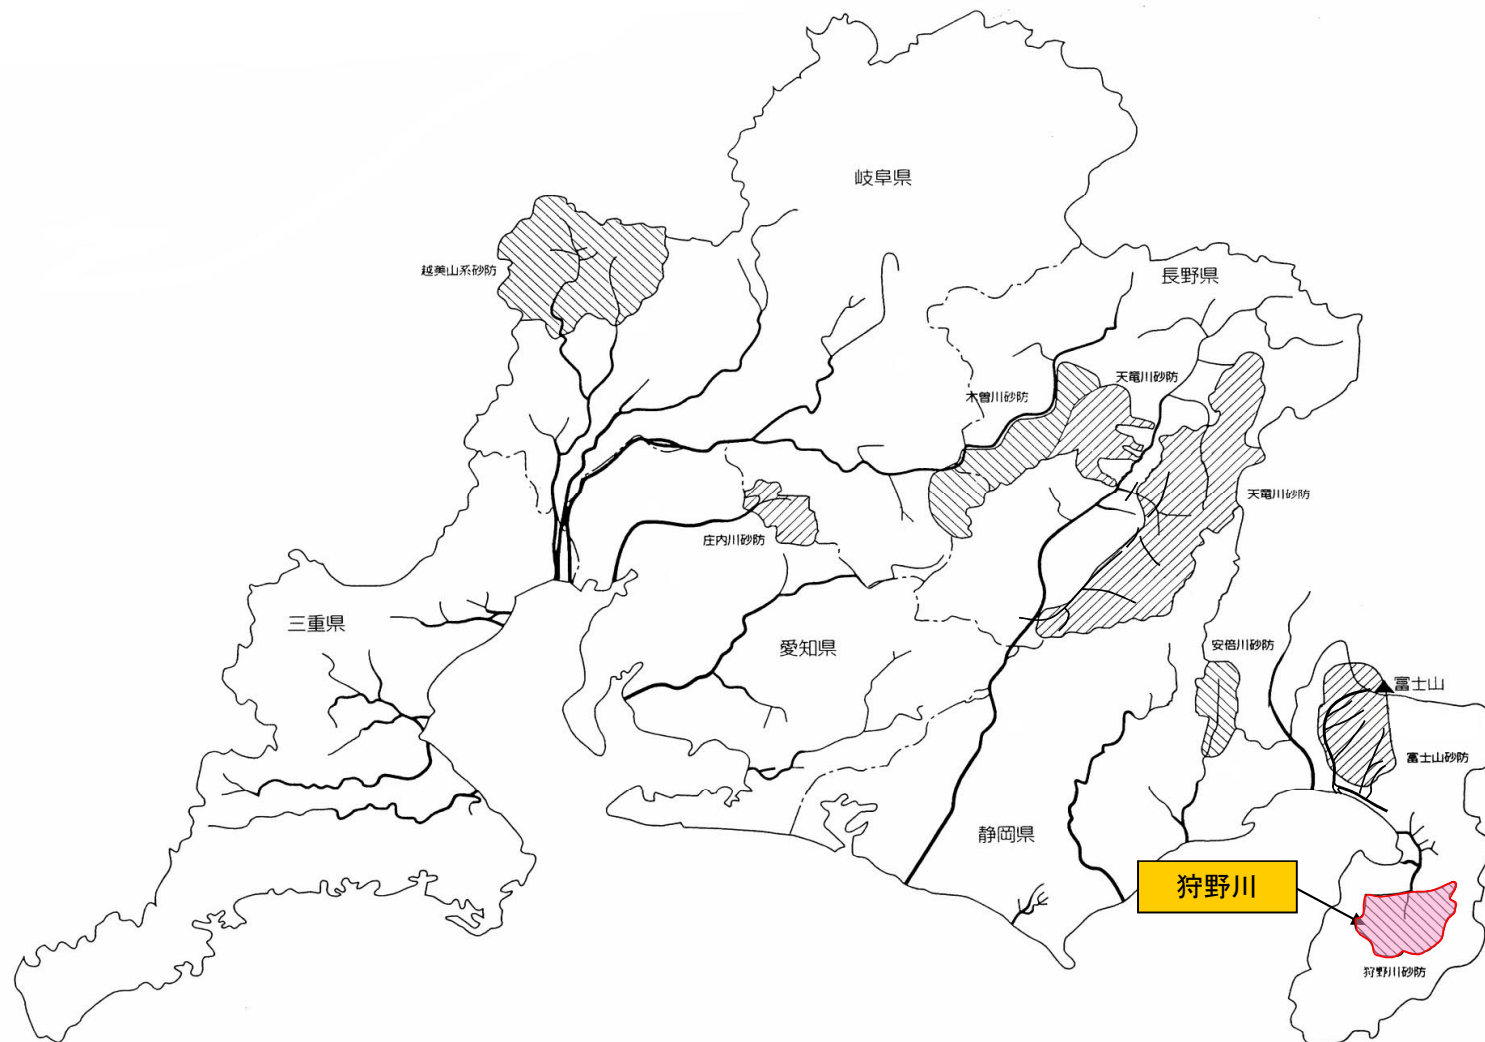 岐阜県
越美山系砂防
長野県
天竜川砂防
木曽川砂防
天竜川砂防
庄内川砂防
三重県
愛知県
安倍川砂防
富士山
富士山砂防
静岡県
狩野川
狩野川砂防